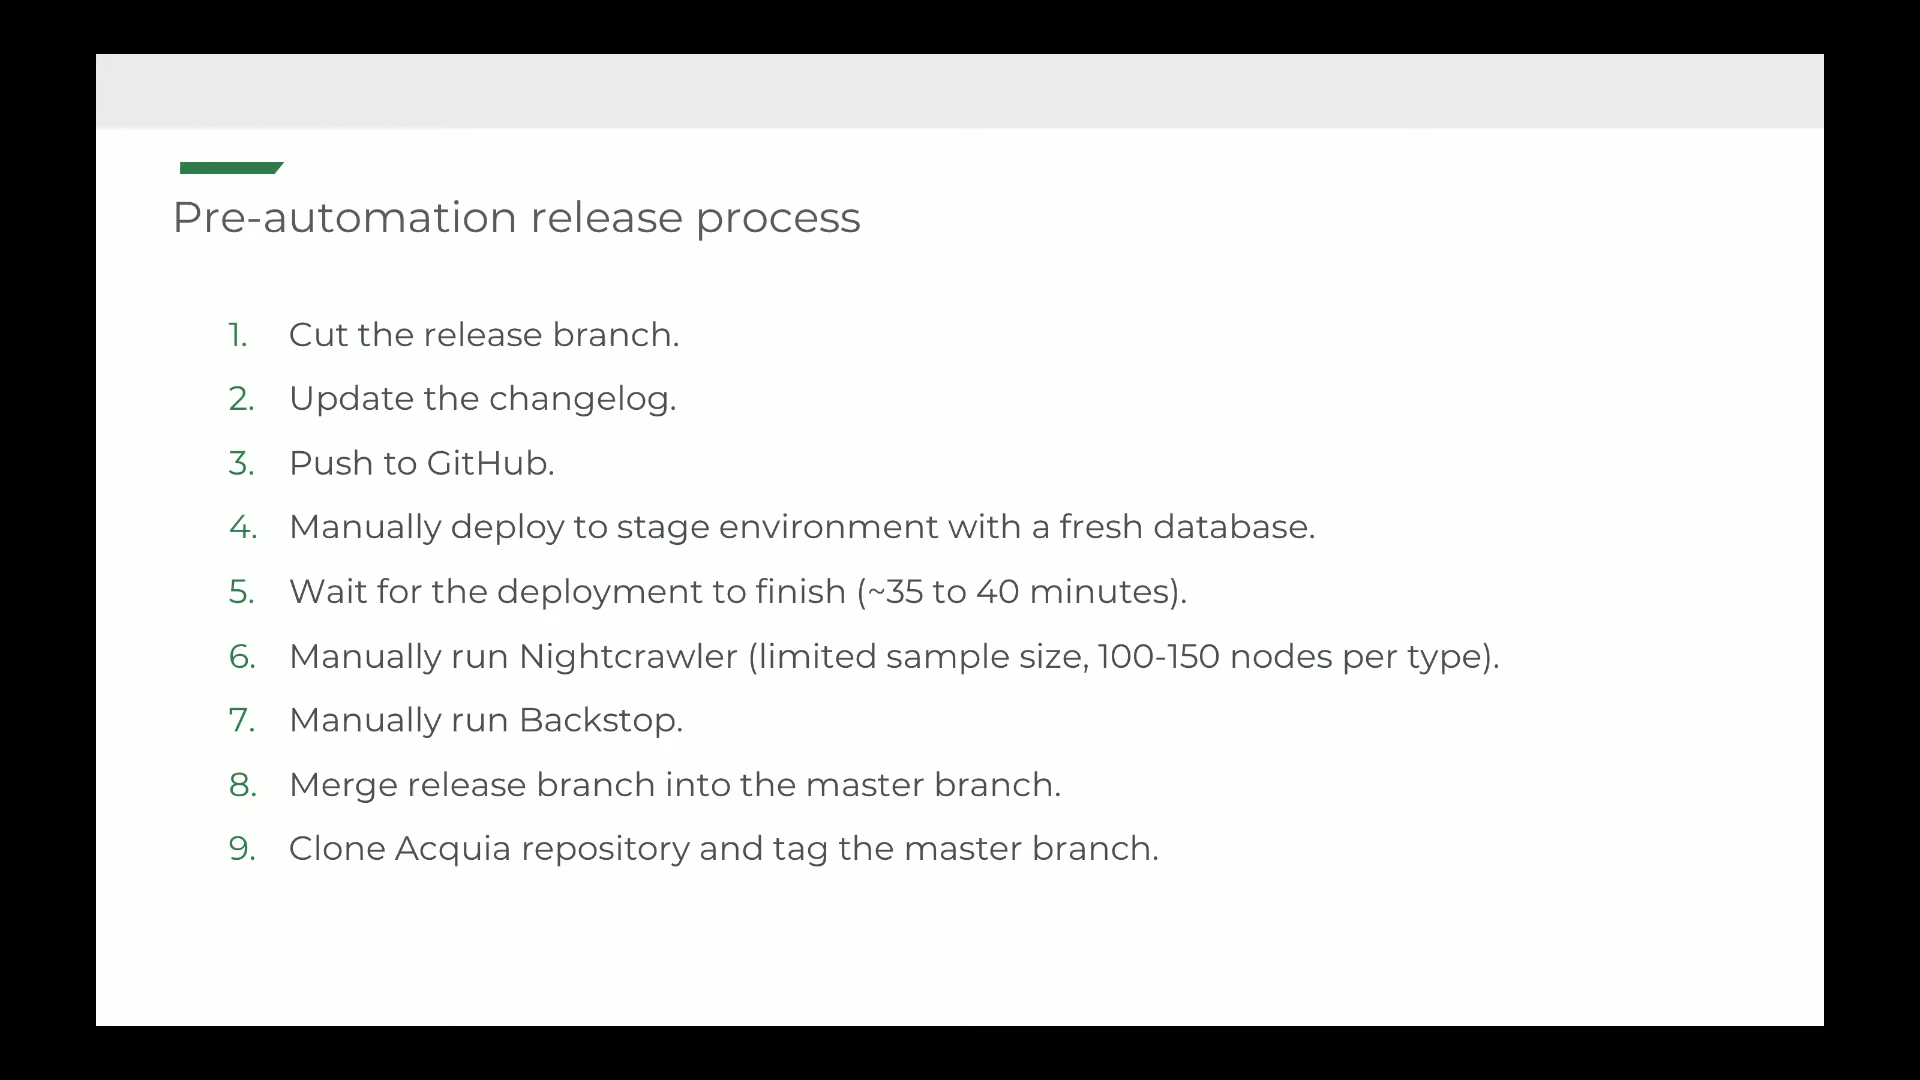 Pre-automation release process
1. Cut the release branch.
2. Update the changelog.
3. Push to GitHub.
4. Manually deploy to stage environment with a fresh database.
5. Wait for the deployment to finish (~35 to 40 minutes).
6. Manually run Nightcrawler (limited sample size, 100-150 nodes per type).
7. Manually run Backstop.
8. Merge release branch into the master branch.
9. Clone Acquia repository and tag the master branch.